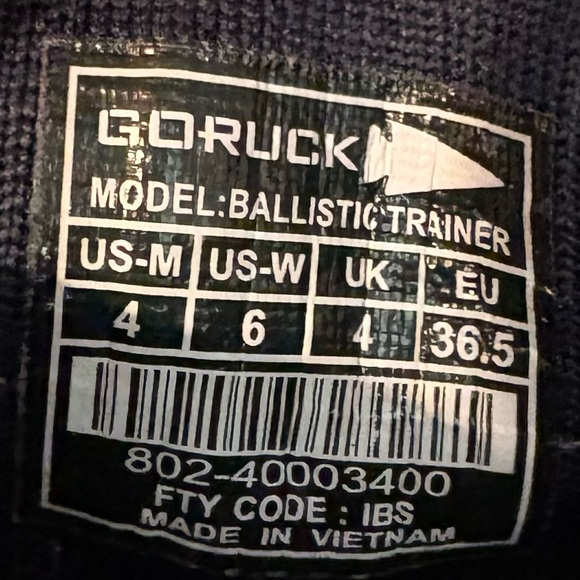 GORUCK
MODEL:BALLISTIC TRAINER
US-M US-W UK EU
4 6 4 36.5
802-40003400
FTY CODE : IBS
MADE IN VIETNAM